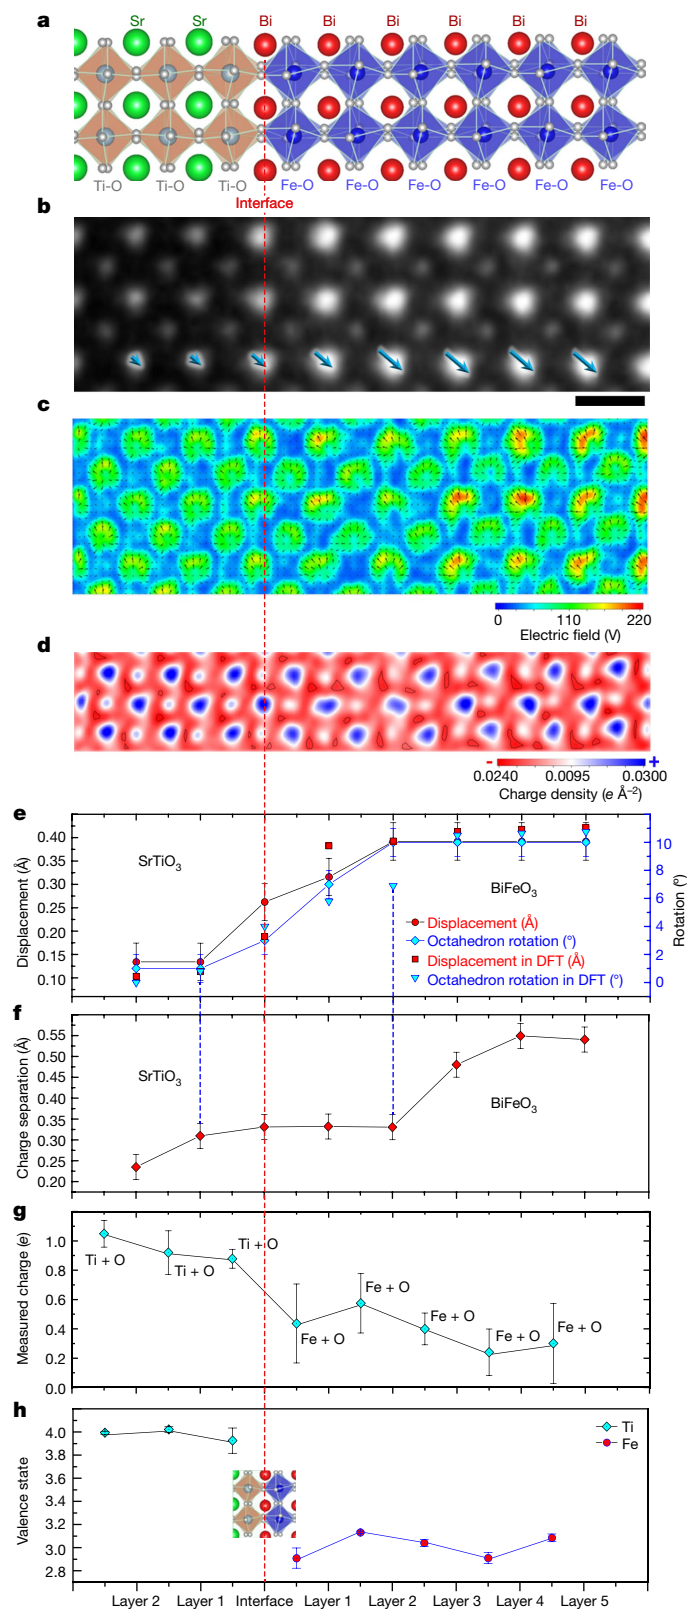 a
Sr Sr Bi Bi Bi Bi Bi Bi
Ti-O Ti-O Ti-O Fe-O Fe-O Fe-O Fe-O Fe-O Fe-O
Interface
b
c
0 110 220
Electric field (V)
d
- +
0.0240 0.0095 0.0300
Charge density (e Å⁻²)
e
Displacement (Å)
0.40
0.35
0.30
0.25
0.20
0.15
0.10
SrTiO₃
BiFeO₃
Displacement (Å)
Octahedron rotation (°)
Displacement in DFT (Å)
Octahedron rotation in DFT (°)
10
8
6
4
2
0
Rotation (°)
f
Charge separation (Å)
0.55
0.50
0.45
0.40
0.35
0.30
0.25
0.20
SrTiO₃
BiFeO₃
g
Measured charge (e)
1.0
0.8
0.6
0.4
0.2
0.0
Ti + O
Ti + O
Ti + O
Fe + O
Fe + O
Fe + O
Fe + O
Fe + O
h
Valence state
4.0
3.8
3.6
3.4
3.2
3.0
2.8
Ti
Fe
Layer 2 Layer 1 Interface Layer 1 Layer 2 Layer 3 Layer 4 Layer 5